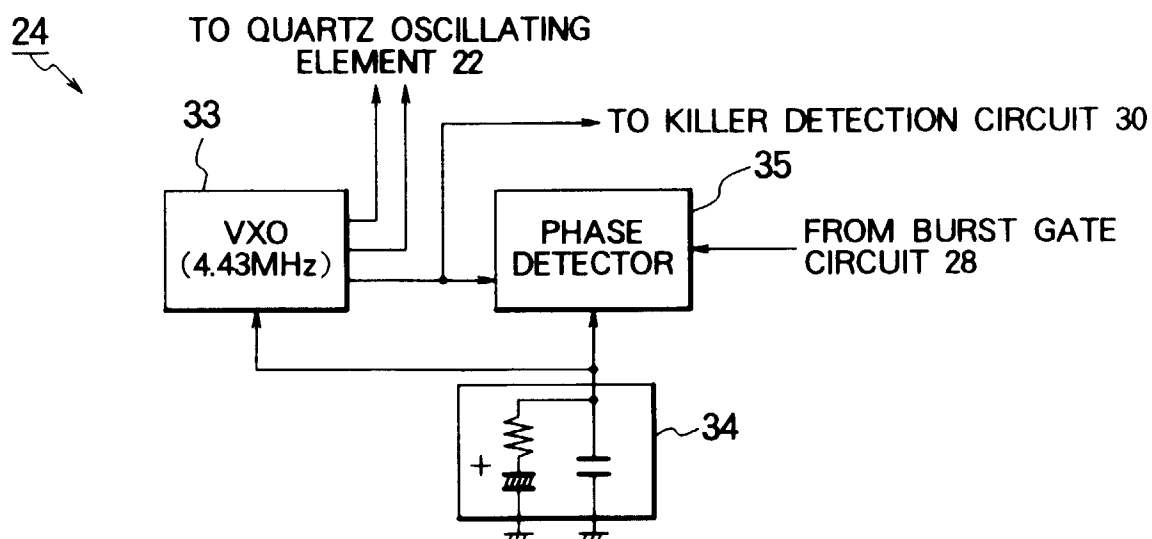 24
TO QUARTZ OSCILLATING
ELEMENT 22
33
TO KILLER DETECTION CIRCUIT 30
35
VXO
(4.43MHz)
PHASE
DETECTOR
FROM BURST GATE
CIRCUIT 28
34
+